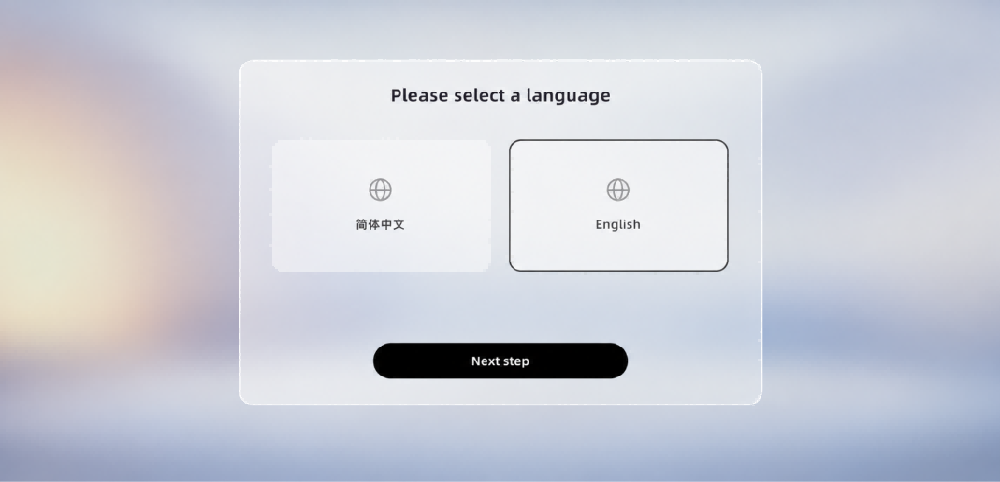 Please select a language
简体中文
English
Next step